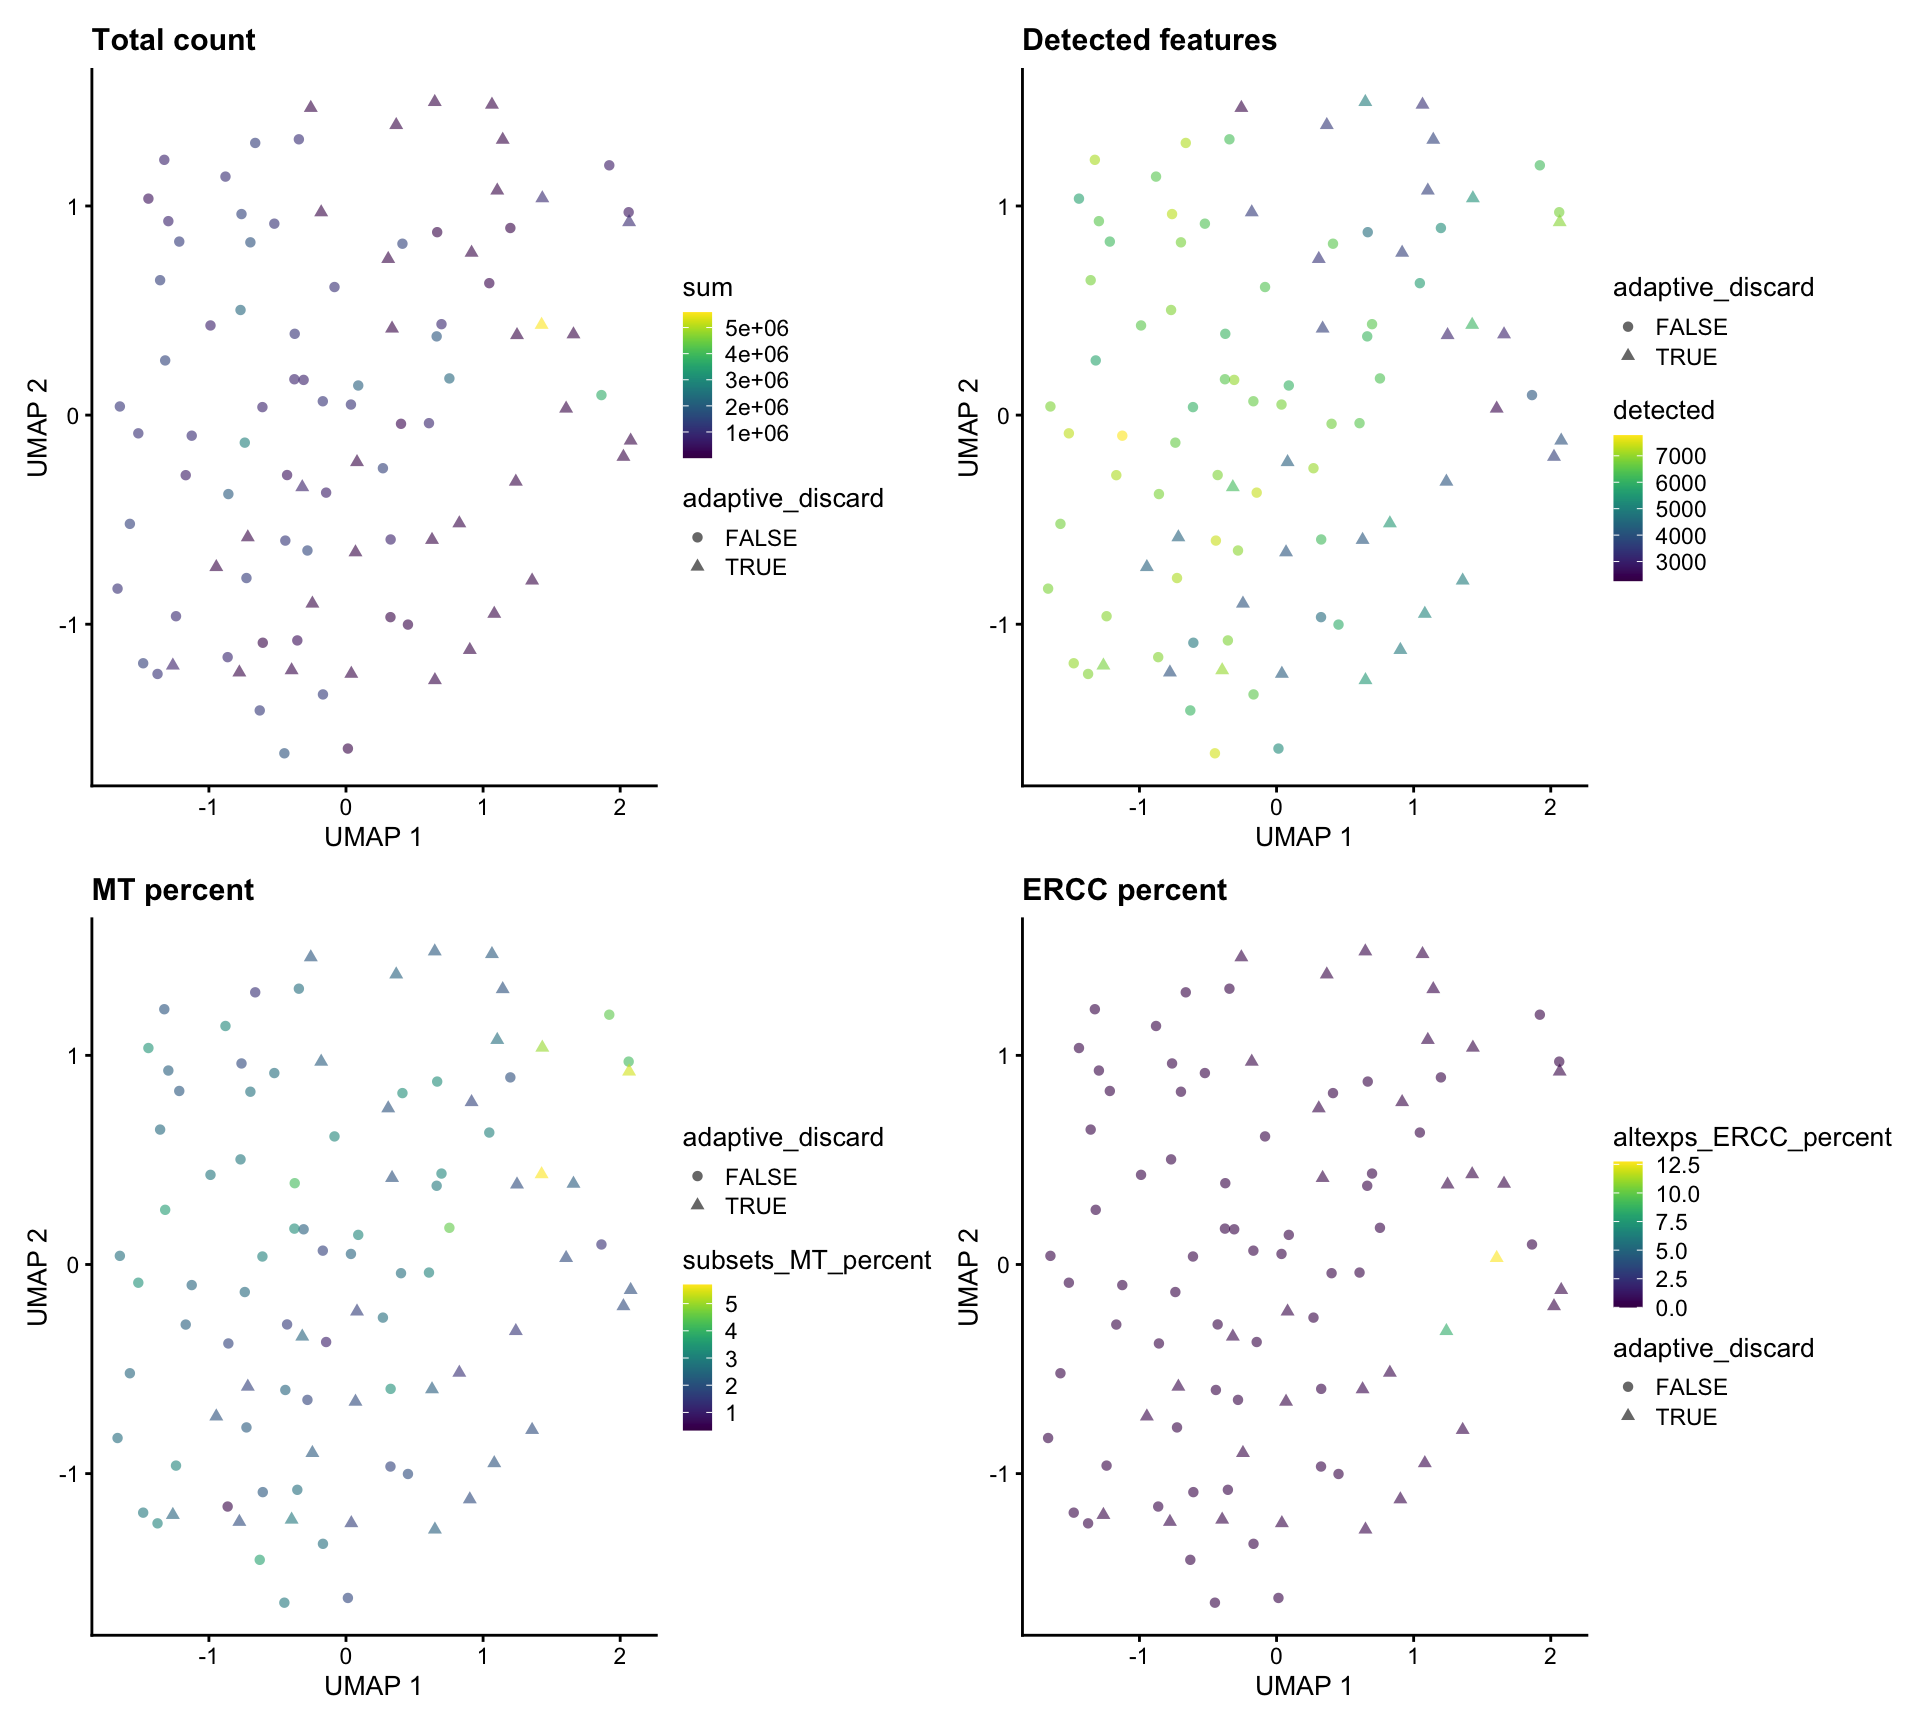 Total count
1
0
-1
UMAP 2
-1 0 1 2
UMAP 1
sum
5e+06
4e+06
3e+06
2e+06
1e+06
adaptive_discard
FALSE
TRUE
Detected features
1
0
-1
UMAP 2
-1 0 1 2
UMAP 1
adaptive_discard
FALSE
TRUE
detected
7000
6000
5000
4000
3000
MT percent
1
0
-1
UMAP 2
-1 0 1 2
UMAP 1
adaptive_discard
FALSE
TRUE
subsets_MT_percent
5
4
3
2
1
ERCC percent
1
0
-1
UMAP 2
-1 0 1 2
UMAP 1
altexps_ERCC_percent
12.5
10.0
7.5
5.0
2.5
0.0
adaptive_discard
FALSE
TRUE